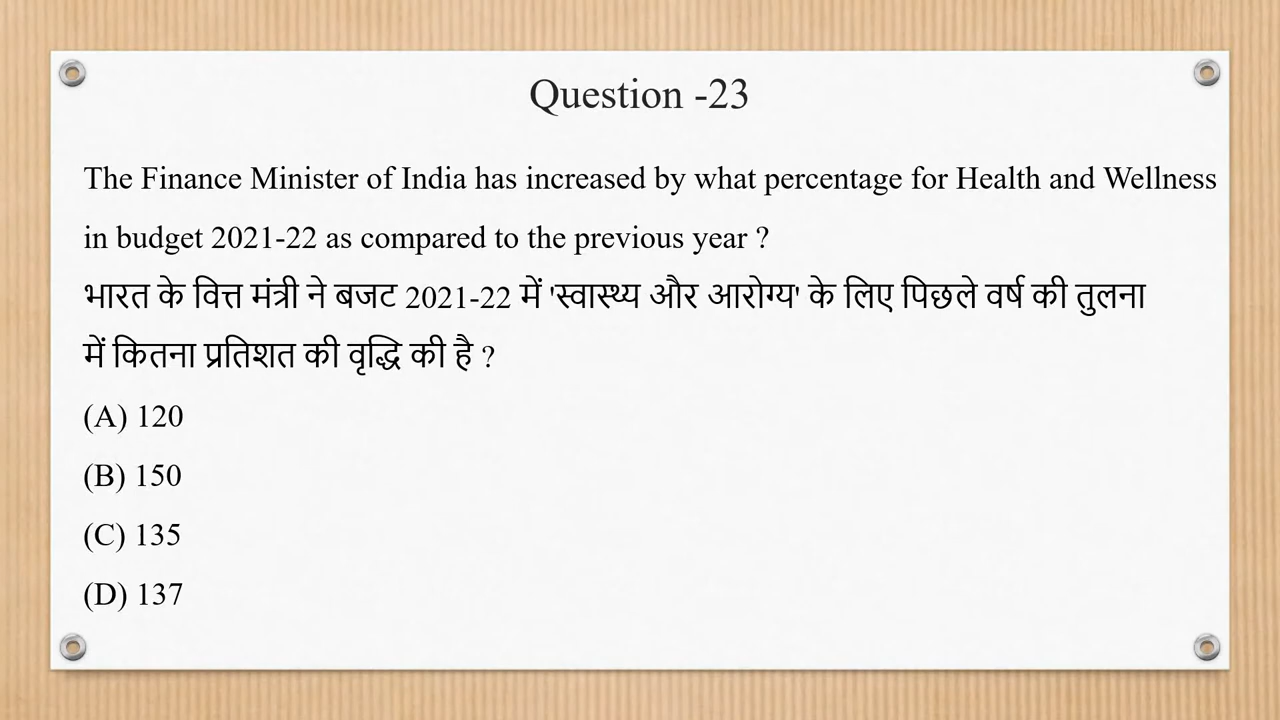 Question -23
The Finance Minister of India has increased by what percentage for Health and Wellness
in budget 2021-22 as compared to the previous year ?
भारत के वित्त मंत्री ने बजट 2021-22 में 'स्वास्थ्य और आरोग्य' के लिए पिछले वर्ष की तुलना
में कितना प्रतिशत की वृद्धि की है ?
(A) 120
(B) 150
(C) 135
(D) 137